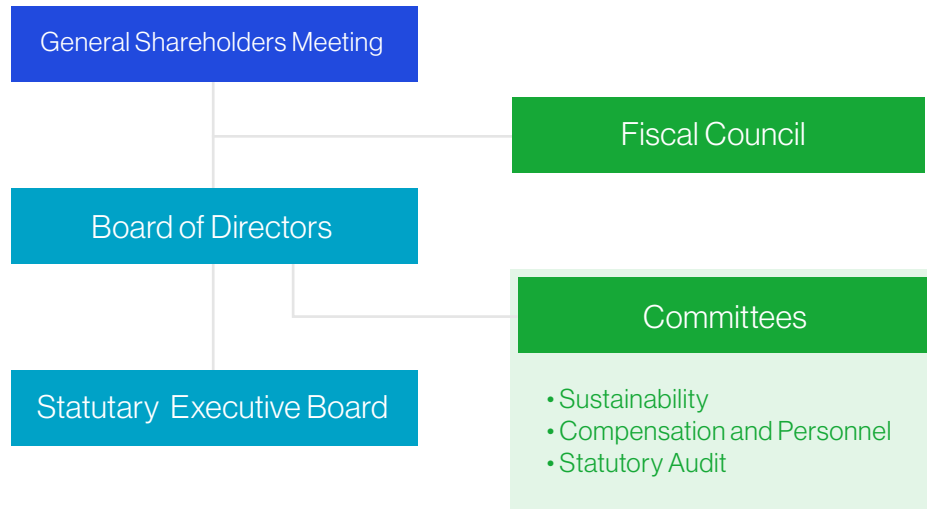 General Shareholders Meeting
Fiscal Council
Board of Directors
Committees
Statutary Executive Board
• Sustainability
• Compensation and Personnel
• Statutory Audit